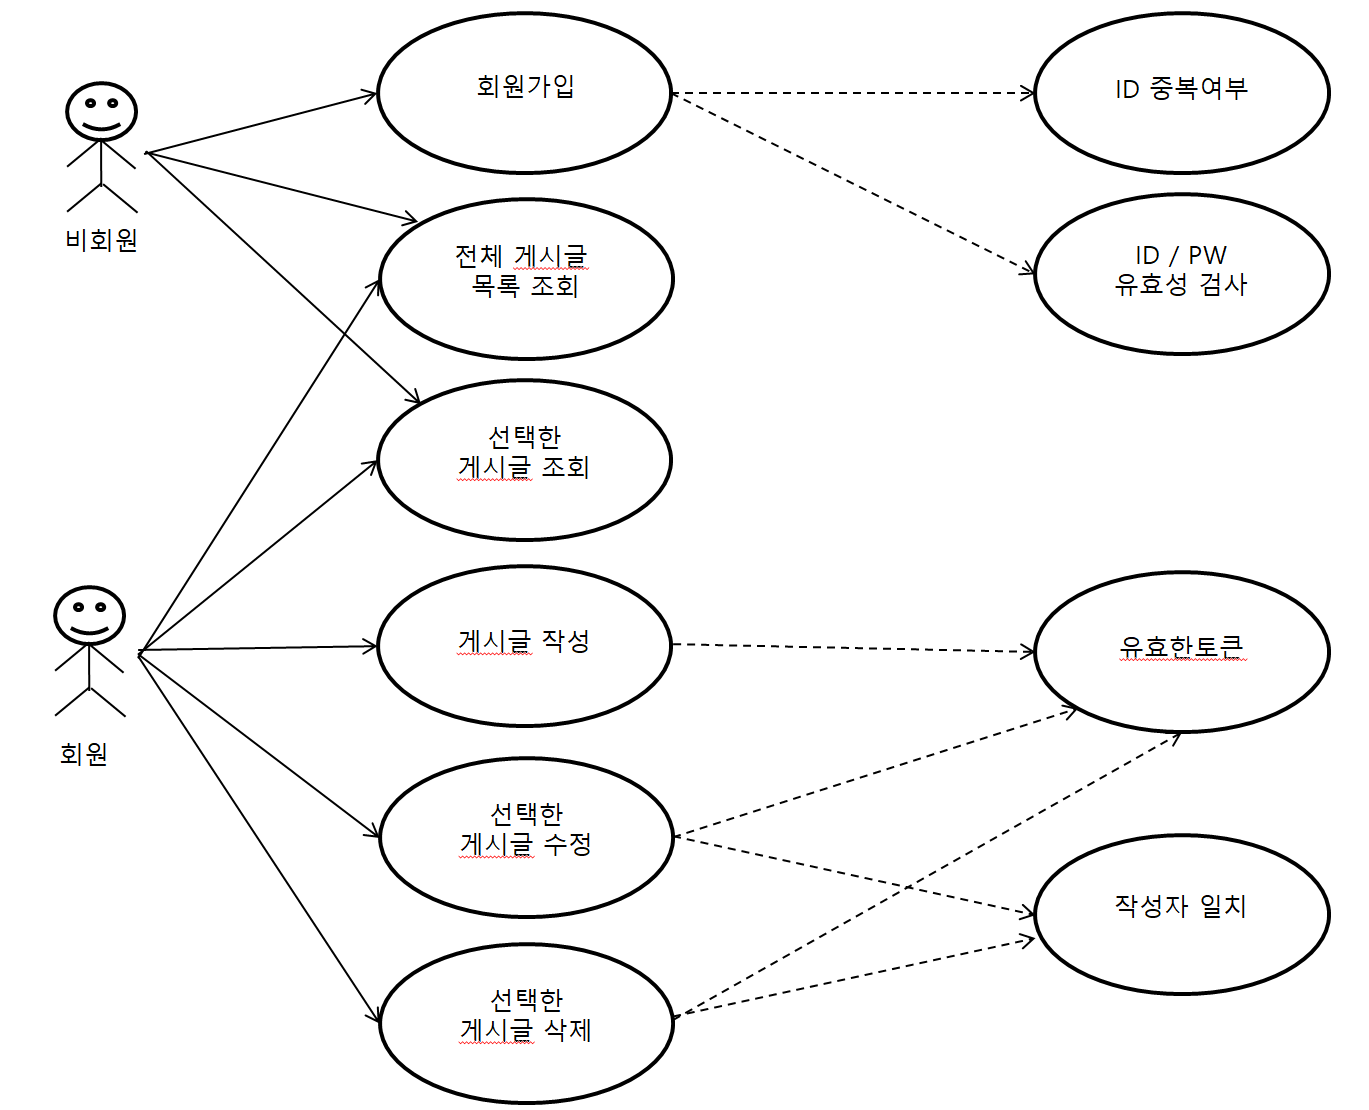 회원가입
ID 중복여부
비회원
전체 게시글
목록 조회
ID / PW
유효성 검사
선택한
게시글 조회
회원
게시글 작성
유효한토큰
선택한
게시글 수정
작성자 일치
선택한
게시글 삭제